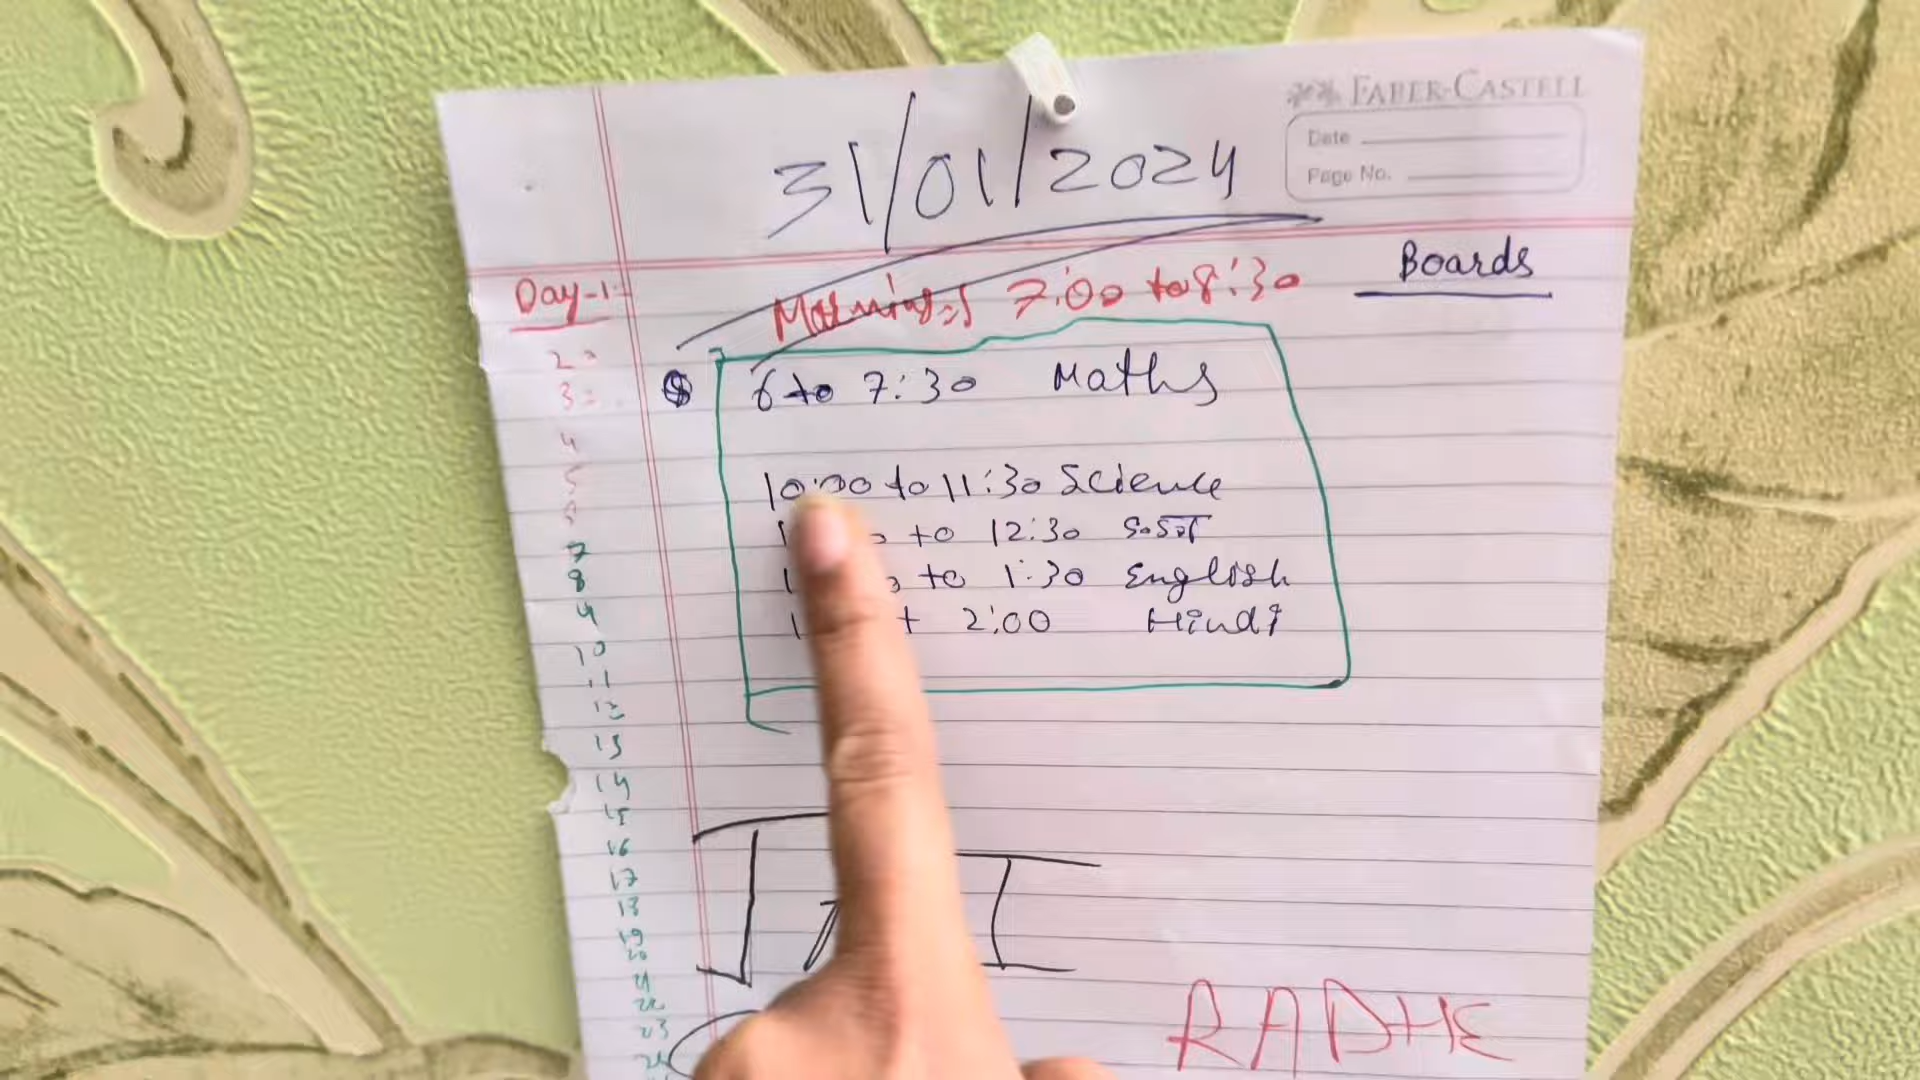 FABER-CASTELL
Date
Page No.
31/01/2024
Boards
Day-1:
Morning 7:00 to 8:30
6 to 7:30 Maths
10:00 to 11:30 Science
to 12:30 S.ST
to 1:30 English
2:00 Hindi
2
3
4
5
7
8
10
11
12
13
14
15
16
17
19
20
21
22
23
RADHE